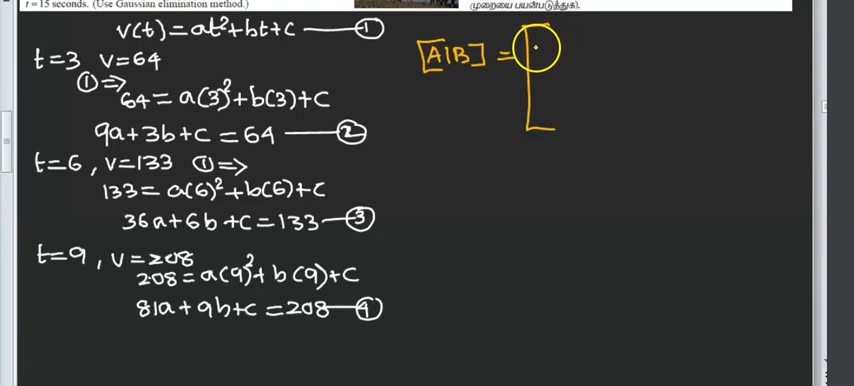 t = 15 seconds. (Use Gaussian elimination method.)
முறையை பயன்படுத்துக).
v(t) = at²+bt+c —— ①
t=3 v=64
①⇒
64 = a(3)²+b(3)+c
9a+3b+c = 64 —— ②
t=6, v=133 ①⇒
133 = a(6)²+b(6)+c
36a+6b+c = 133 — ③
t=9, v=208
208 = a(9)²+b(9)+c
81a+9b+c = 208 — ④
[A|B] = [